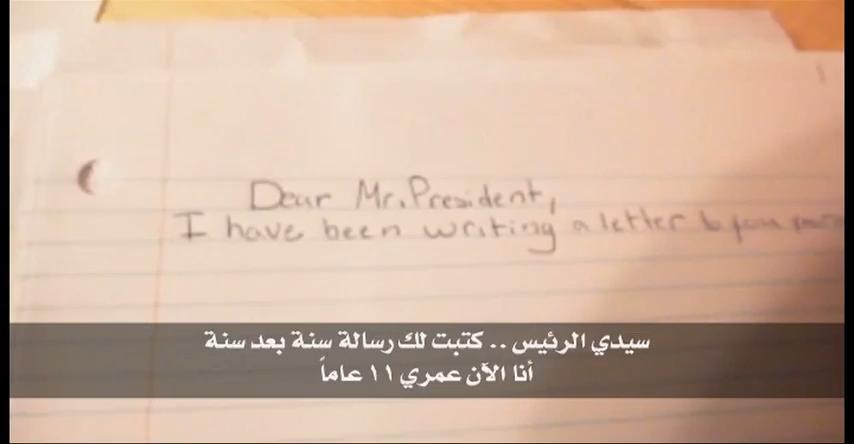 Dear Mr. President,
I have been writing a letter to you
سيدي الرئيس .. كتبت لك رسالة سنة بعد سنة
أنا الآن عمري ١١ عاماً